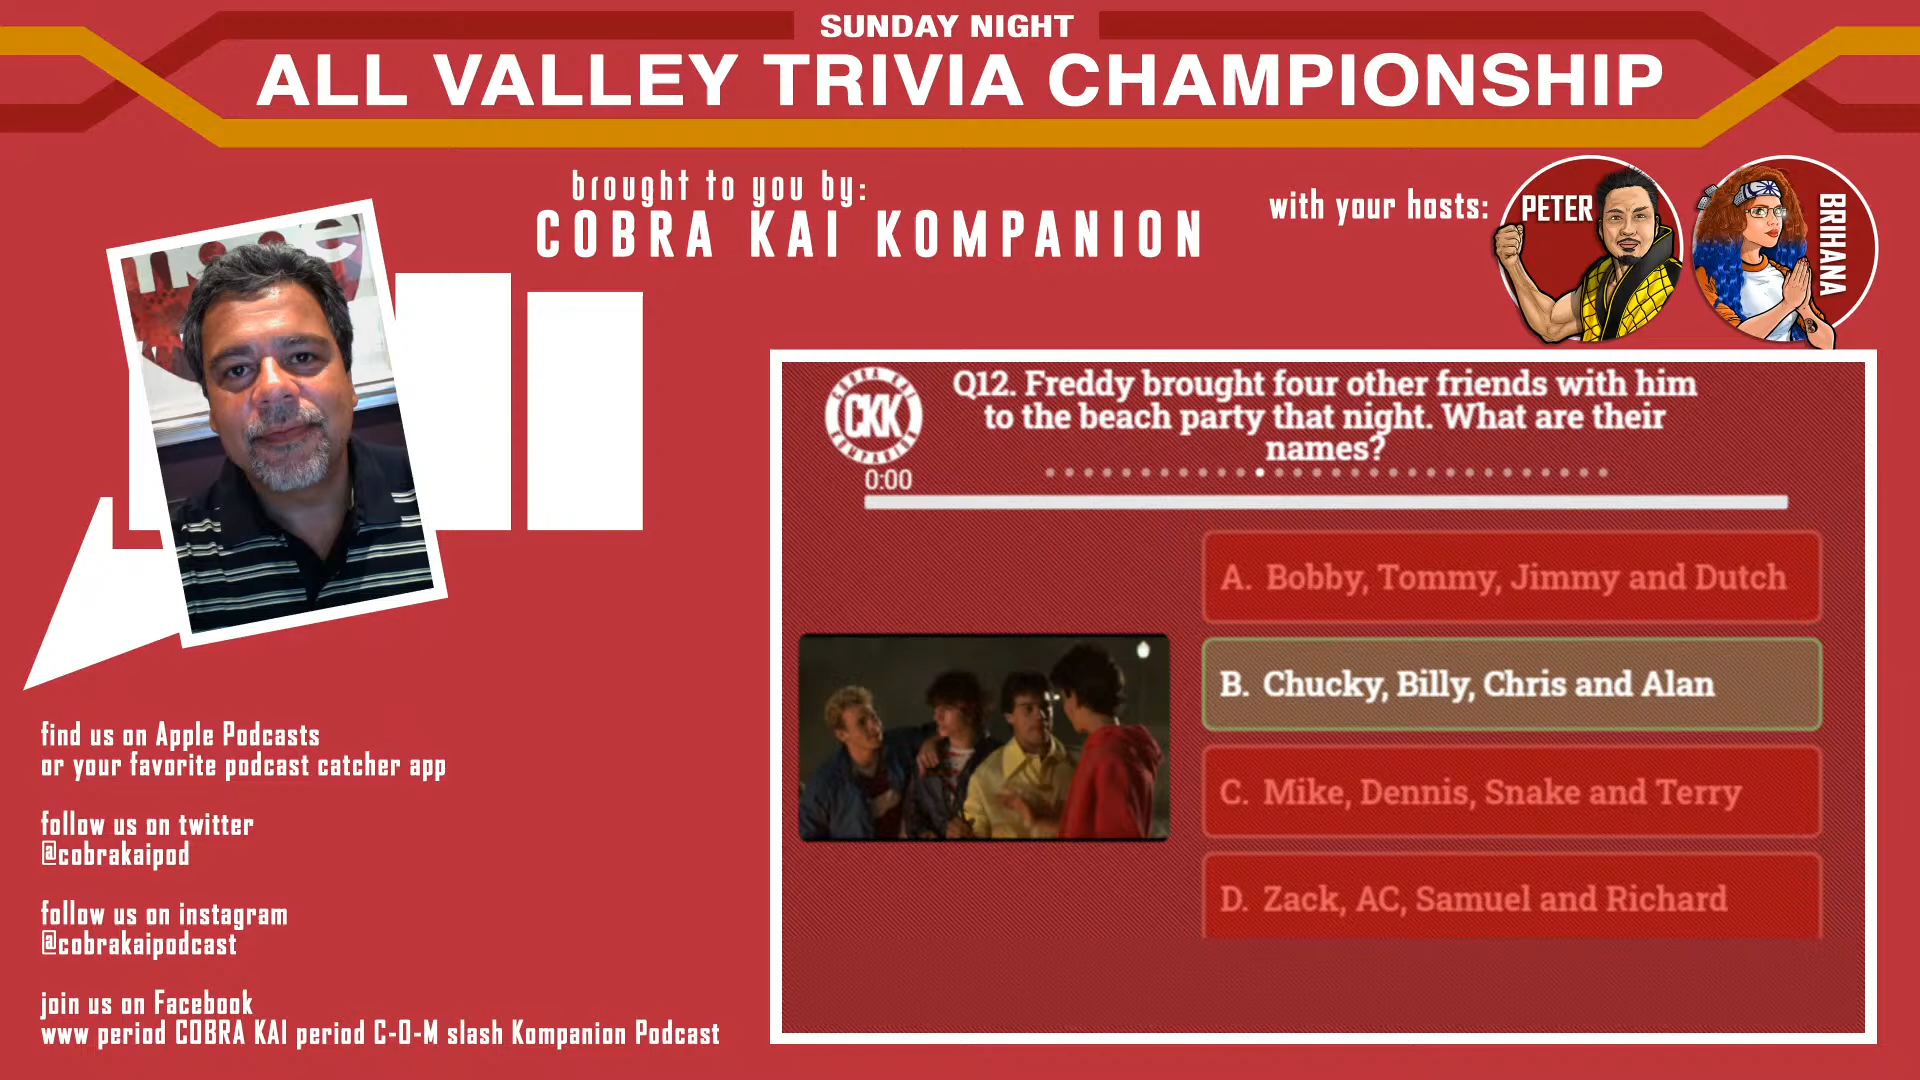 SUNDAY NIGHT
ALL VALLEY TRIVIA CHAMPIONSHIP
brought to you by:
COBRA KAI KOMPANION
with your hosts:
PETER
BRIHANA
COBRA KAI
CKK
KOMPANION
Q12. Freddy brought four other friends with him
to the beach party that night. What are their
names?
0:00
A. Bobby, Tommy, Jimmy and Dutch
B. Chucky, Billy, Chris and Alan
C. Mike, Dennis, Snake and Terry
D. Zack, AC, Samuel and Richard
find us on Apple Podcasts
or your favorite podcast catcher app
follow us on twitter
@cobrakaipod
follow us on instagram
@cobrakaipodcast
join us on Facebook
www period COBRA KAI period C-O-M slash Kompanion Podcast